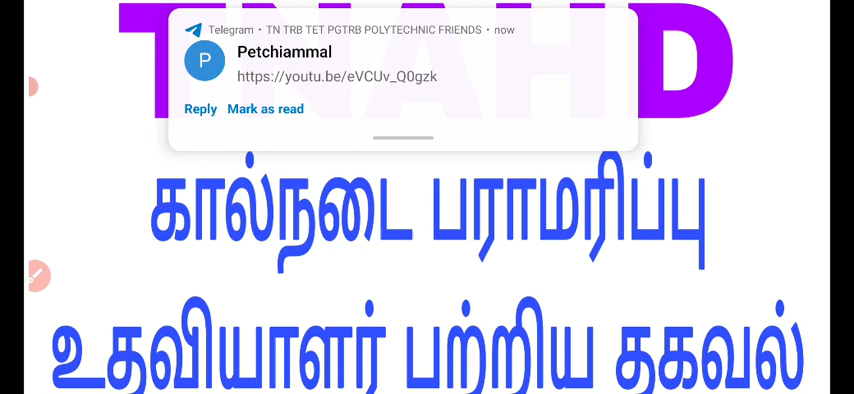 TNAHD
Telegram • TN TRB TET PGTRB POLYTECHNIC FRIENDS • now
P
Petchiammal
https://youtu.be/eVCUv_Q0gzk
Reply Mark as read
கால்நடை பராமரிப்பு
உதவியாளர் பற்றிய தகவல்